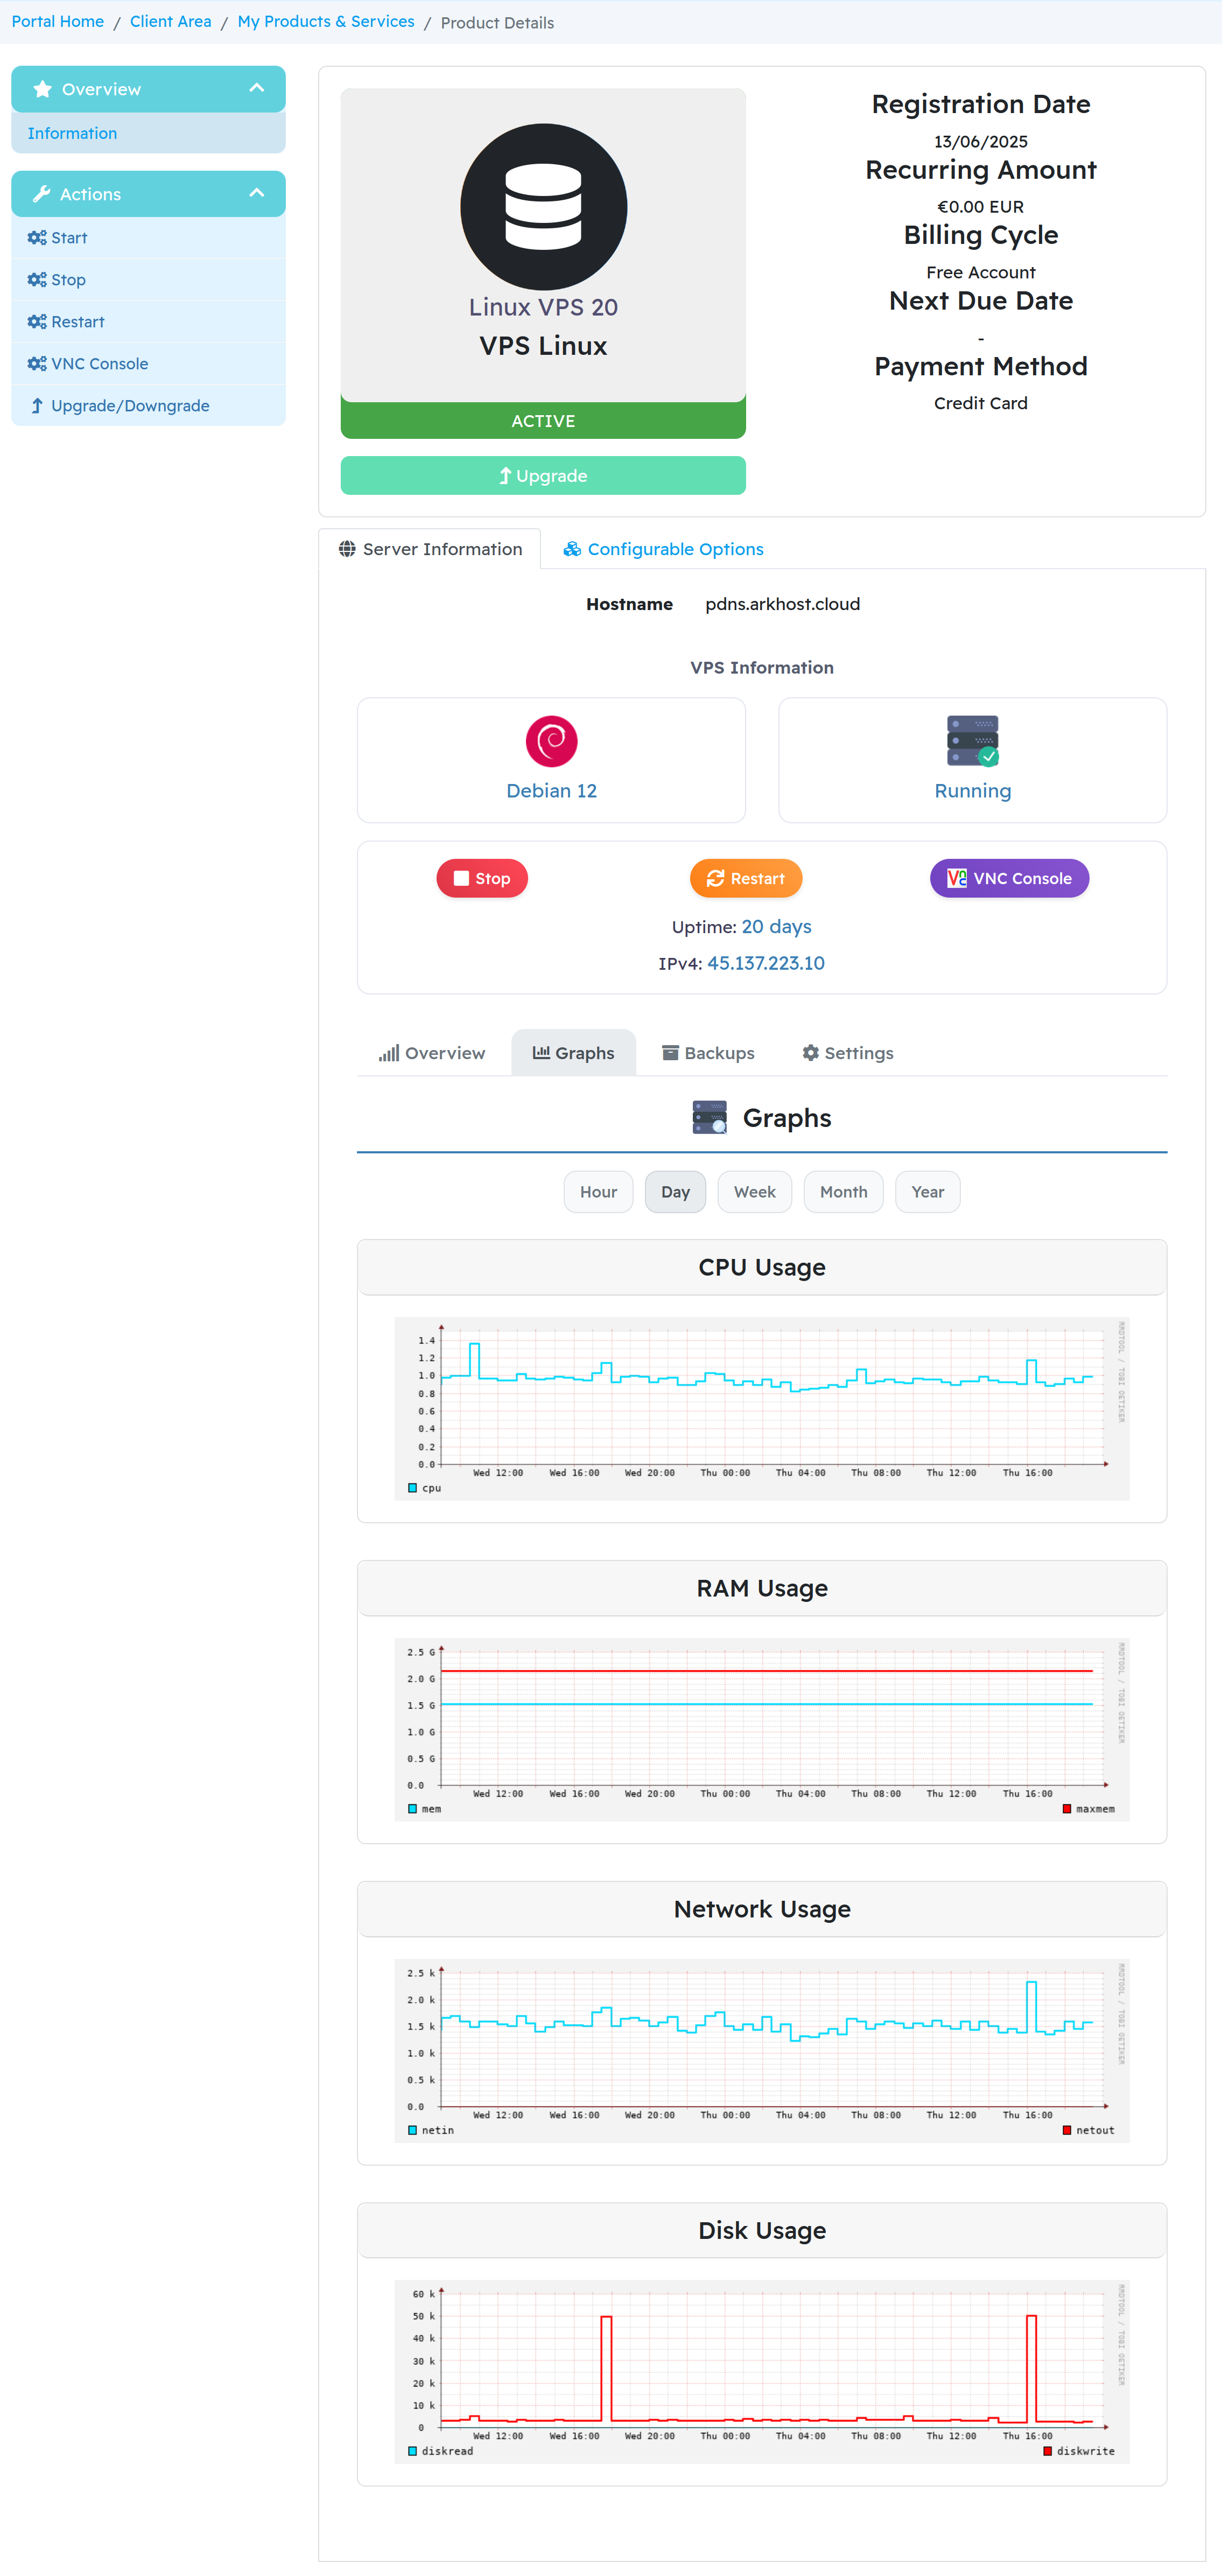 Portal Home / Client Area / My Products & Services / Product Details
Overview
Information
Actions
Start
Stop
Restart
VNC Console
Upgrade/Downgrade
Linux VPS 20
VPS Linux
ACTIVE
Upgrade
Registration Date
13/06/2025
Recurring Amount
€0.00 EUR
Billing Cycle
Free Account
Next Due Date
-
Payment Method
Credit Card
Server Information
Configurable Options
Hostname pdns.arkhost.cloud
VPS Information
Debian 12
Running
Stop
Restart
VNC Console
Uptime: 20 days
IPv4: 45.137.223.10
Overview
Graphs
Backups
Settings
Graphs
Hour
Day
Week
Month
Year
CPU Usage
1.4
1.2
1.0
0.8
0.6
0.4
0.2
0.0
Wed 12:00 Wed 16:00 Wed 20:00 Thu 00:00 Thu 04:00 Thu 08:00 Thu 12:00 Thu 16:00
cpu
RRDTOOL / TOBI OETIKER
RAM Usage
2.5 G
2.0 G
1.5 G
1.0 G
0.5 G
0.0
Wed 12:00 Wed 16:00 Wed 20:00 Thu 00:00 Thu 04:00 Thu 08:00 Thu 12:00 Thu 16:00
mem maxmem
RRDTOOL / TOBI OETIKER
Network Usage
2.5 k
2.0 k
1.5 k
1.0 k
0.5 k
0.0
Wed 12:00 Wed 16:00 Wed 20:00 Thu 00:00 Thu 04:00 Thu 08:00 Thu 12:00 Thu 16:00
netin netout
RRDTOOL / TOBI OETIKER
Disk Usage
60 k
50 k
40 k
30 k
20 k
10 k
0
Wed 12:00 Wed 16:00 Wed 20:00 Thu 00:00 Thu 04:00 Thu 08:00 Thu 12:00 Thu 16:00
diskread diskwrite
RRDTOOL / TOBI OETIKER